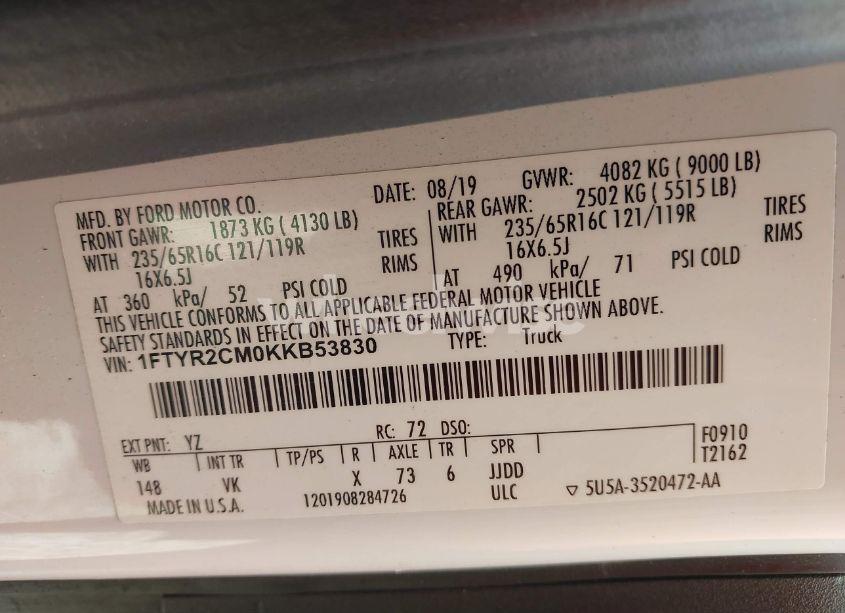 MFD. BY FORD MOTOR CO. DATE: 08/19 GVWR: 4082 KG ( 9000 LB)
FRONT GAWR: 1873 KG ( 4130 LB) REAR GAWR: 2502 KG ( 5515 LB)
WITH 235/65R16C 121/119R TIRES WITH 235/65R16C 121/119R TIRES
16X6.5J RIMS 16X6.5J RIMS
AT 360 kPa/ 52 PSI COLD AT 490 kPa/ 71 PSI COLD
THIS VEHICLE CONFORMS TO ALL APPLICABLE FEDERAL MOTOR VEHICLE
SAFETY STANDARDS IN EFFECT ON THE DATE OF MANUFACTURE SHOWN ABOVE.
VIN: 1FTYR2CM0KKB53830 TYPE: Truck
EXT PNT: YZ RC: 72 DSO: F0910
WB INT TR TP/PS R AXLE TR SPR T2162
148 VK X 73 6 JJDD
MADE IN U.S.A. 1201908284726 ULC ▽ 5U5A-3520472-AA